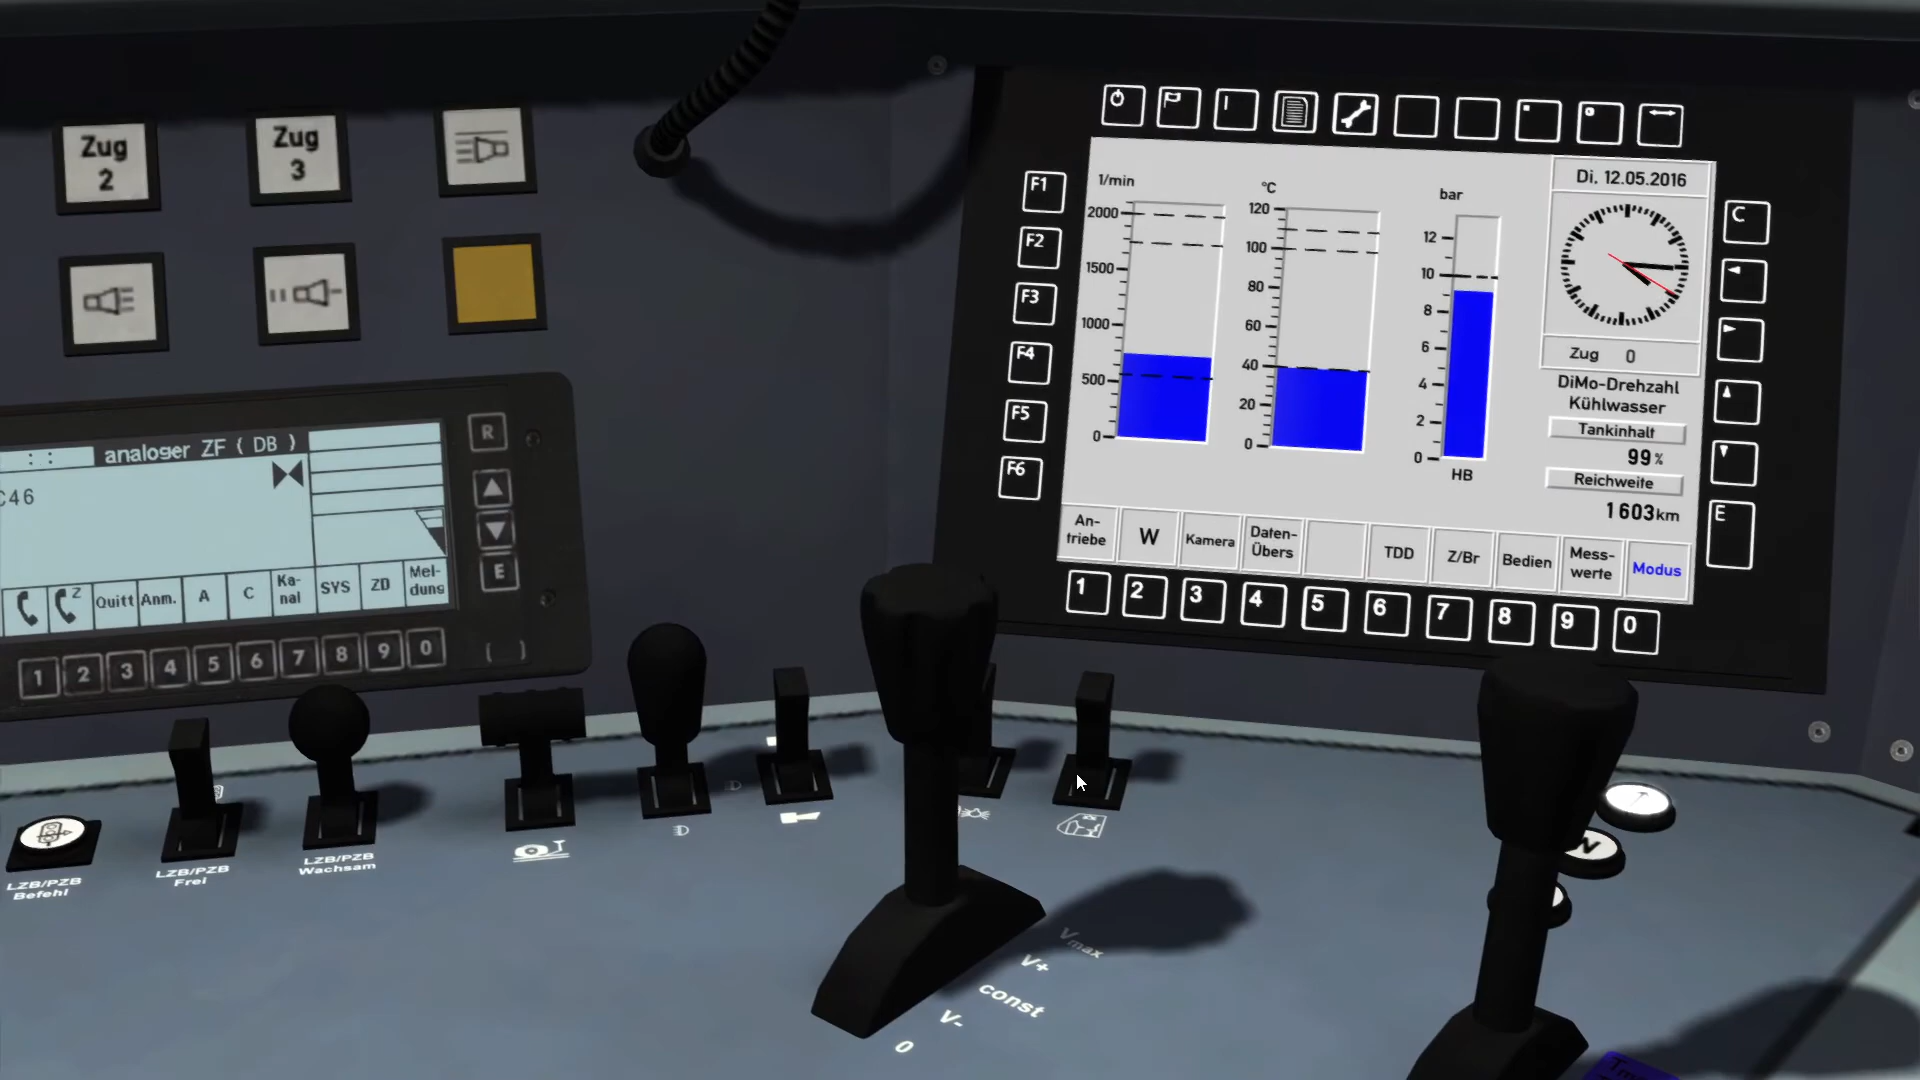 Zug
2
Zug
3
analoger ZF ( DB )
: :
C46
Quitt
Anm.
A
C
Ka-
nal
SYS
ZD
Mel-
dung
Z
R
E
1 2 3 4 5 6 7 8 9 0
F1
F2
F3
F4
F5
F6
1/min
2000
1500
1000
500
0
°C
120
100
80
60
40
20
0
bar
12
10
8
6
4
2
0
HB
Di. 12.05.2016
Zug 0
DiMo-Drehzahl
Kühlwasser
Tankinhalt
99 %
Reichweite
1603 km
An-
triebe
W
Kamera
Daten-
Übers
TDD
Z/Br
Bedien
Mess-
werte
Modus
1 2 3 4 5 6 7 8 9 0
C
E
LZB/PZB
Befehl
LZB/PZB
Frei
LZB/PZB
Wachsam
Vmax
V+
const
V-
0